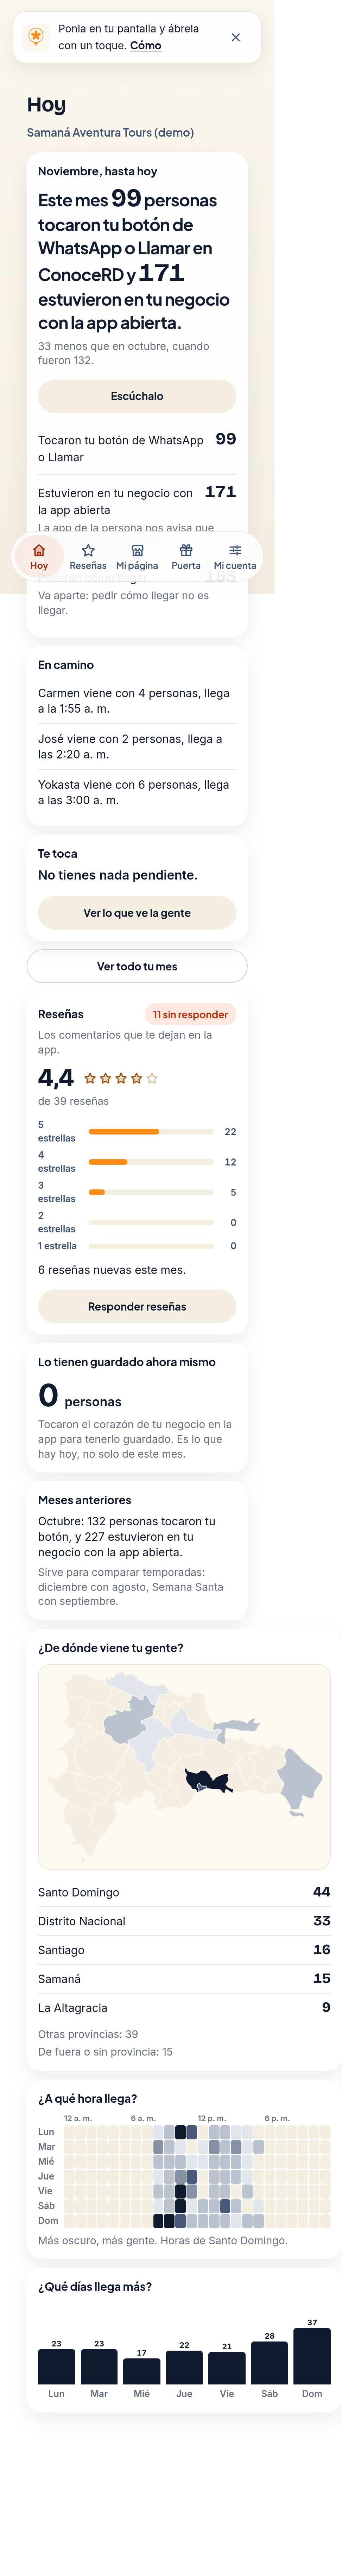 Ponla en tu pantalla y ábrela
con un toque. Cómo
Hoy
Samaná Aventura Tours (demo)
Noviembre, hasta hoy
Este mes 99 personas
tocaron tu botón de
WhatsApp o Llamar en
ConoceRD y 171
estuvieron en tu negocio
con la app abierta.
33 menos que en octubre, cuando
fueron 132.
Escúchalo
Tocaron tu botón de WhatsApp 99
o Llamar
Estuvieron en tu negocio con 171
la app abierta
La app de la persona nos avisa que
Hoy
Reseñas
Mi página
Puerta
Mi cuenta
Pidieron cómo llegar
Va aparte: pedir cómo llegar no es
llegar.
En camino
Carmen viene con 4 personas, llega
a la 1:55 a. m.
José viene con 2 personas, llega a
las 2:20 a. m.
Yokasta viene con 6 personas, llega
a las 3:00 a. m.
Te toca
No tienes nada pendiente.
Ver lo que ve la gente
Ver todo tu mes
Reseñas
11 sin responder
Los comentarios que te dejan en la
app.
4,4
de 39 reseñas
5
estrellas
22
4
estrellas
12
3
estrellas
5
2
estrellas
0
1 estrella
0
6 reseñas nuevas este mes.
Responder reseñas
Lo tienen guardado ahora mismo
0 personas
Tocaron el corazón de tu negocio en la
app para tenerlo guardado. Es lo que
hay hoy, no solo de este mes.
Meses anteriores
Octubre: 132 personas tocaron tu
botón, y 227 estuvieron en tu
negocio con la app abierta.
Sirve para comparar temporadas:
diciembre con agosto, Semana Santa
con septiembre.
¿De dónde viene tu gente?
Santo Domingo 44
Distrito Nacional 33
Santiago 16
Samaná 15
La Altagracia 9
Otras provincias: 39
De fuera o sin provincia: 15
¿A qué hora llega?
12 a. m. 6 a. m. 12 p. m. 6 p. m.
Lun
Mar
Mié
Jue
Vie
Sáb
Dom
Más oscuro, más gente. Horas de Santo Domingo.
¿Qué días llega más?
23 23 17 22 21 28 37
Lun Mar Mié Jue Vie Sáb Dom